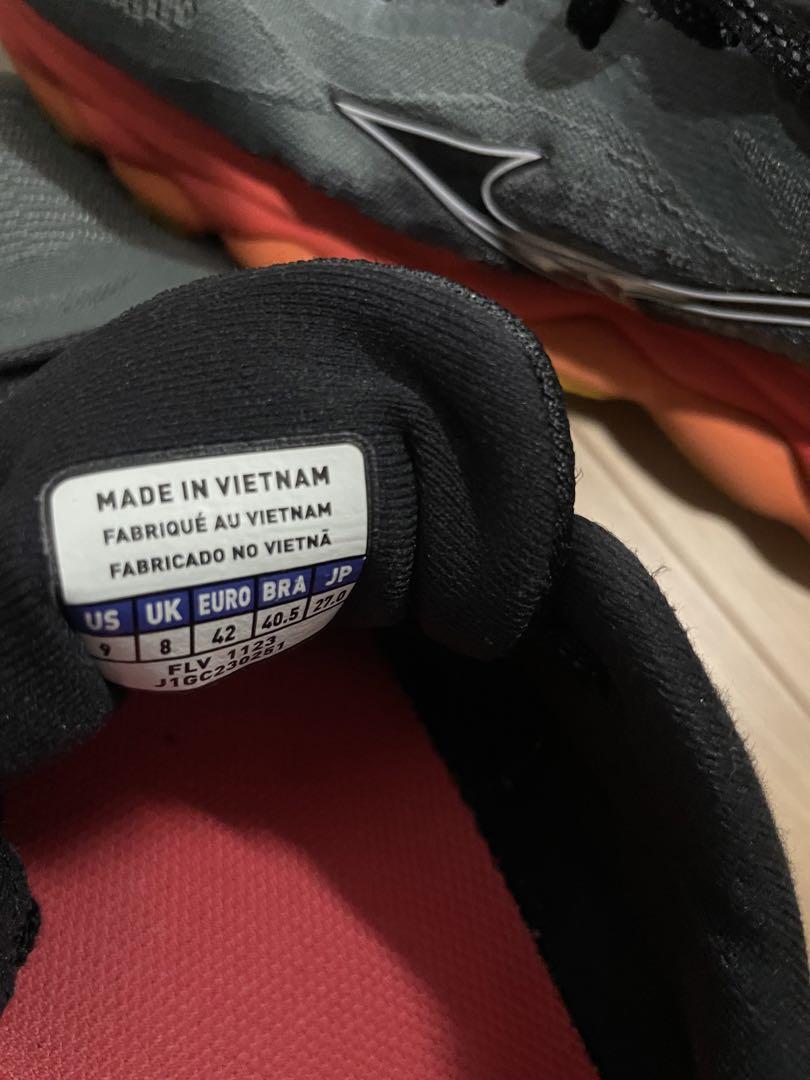 MADE IN VIETNAM
FABRIQUÉ AU VIETNAM
FABRICADO NO VIETNÃ
US UK EURO BRA JP
9 8 42 40.5 27.0
FLV 1123
J1GC230251